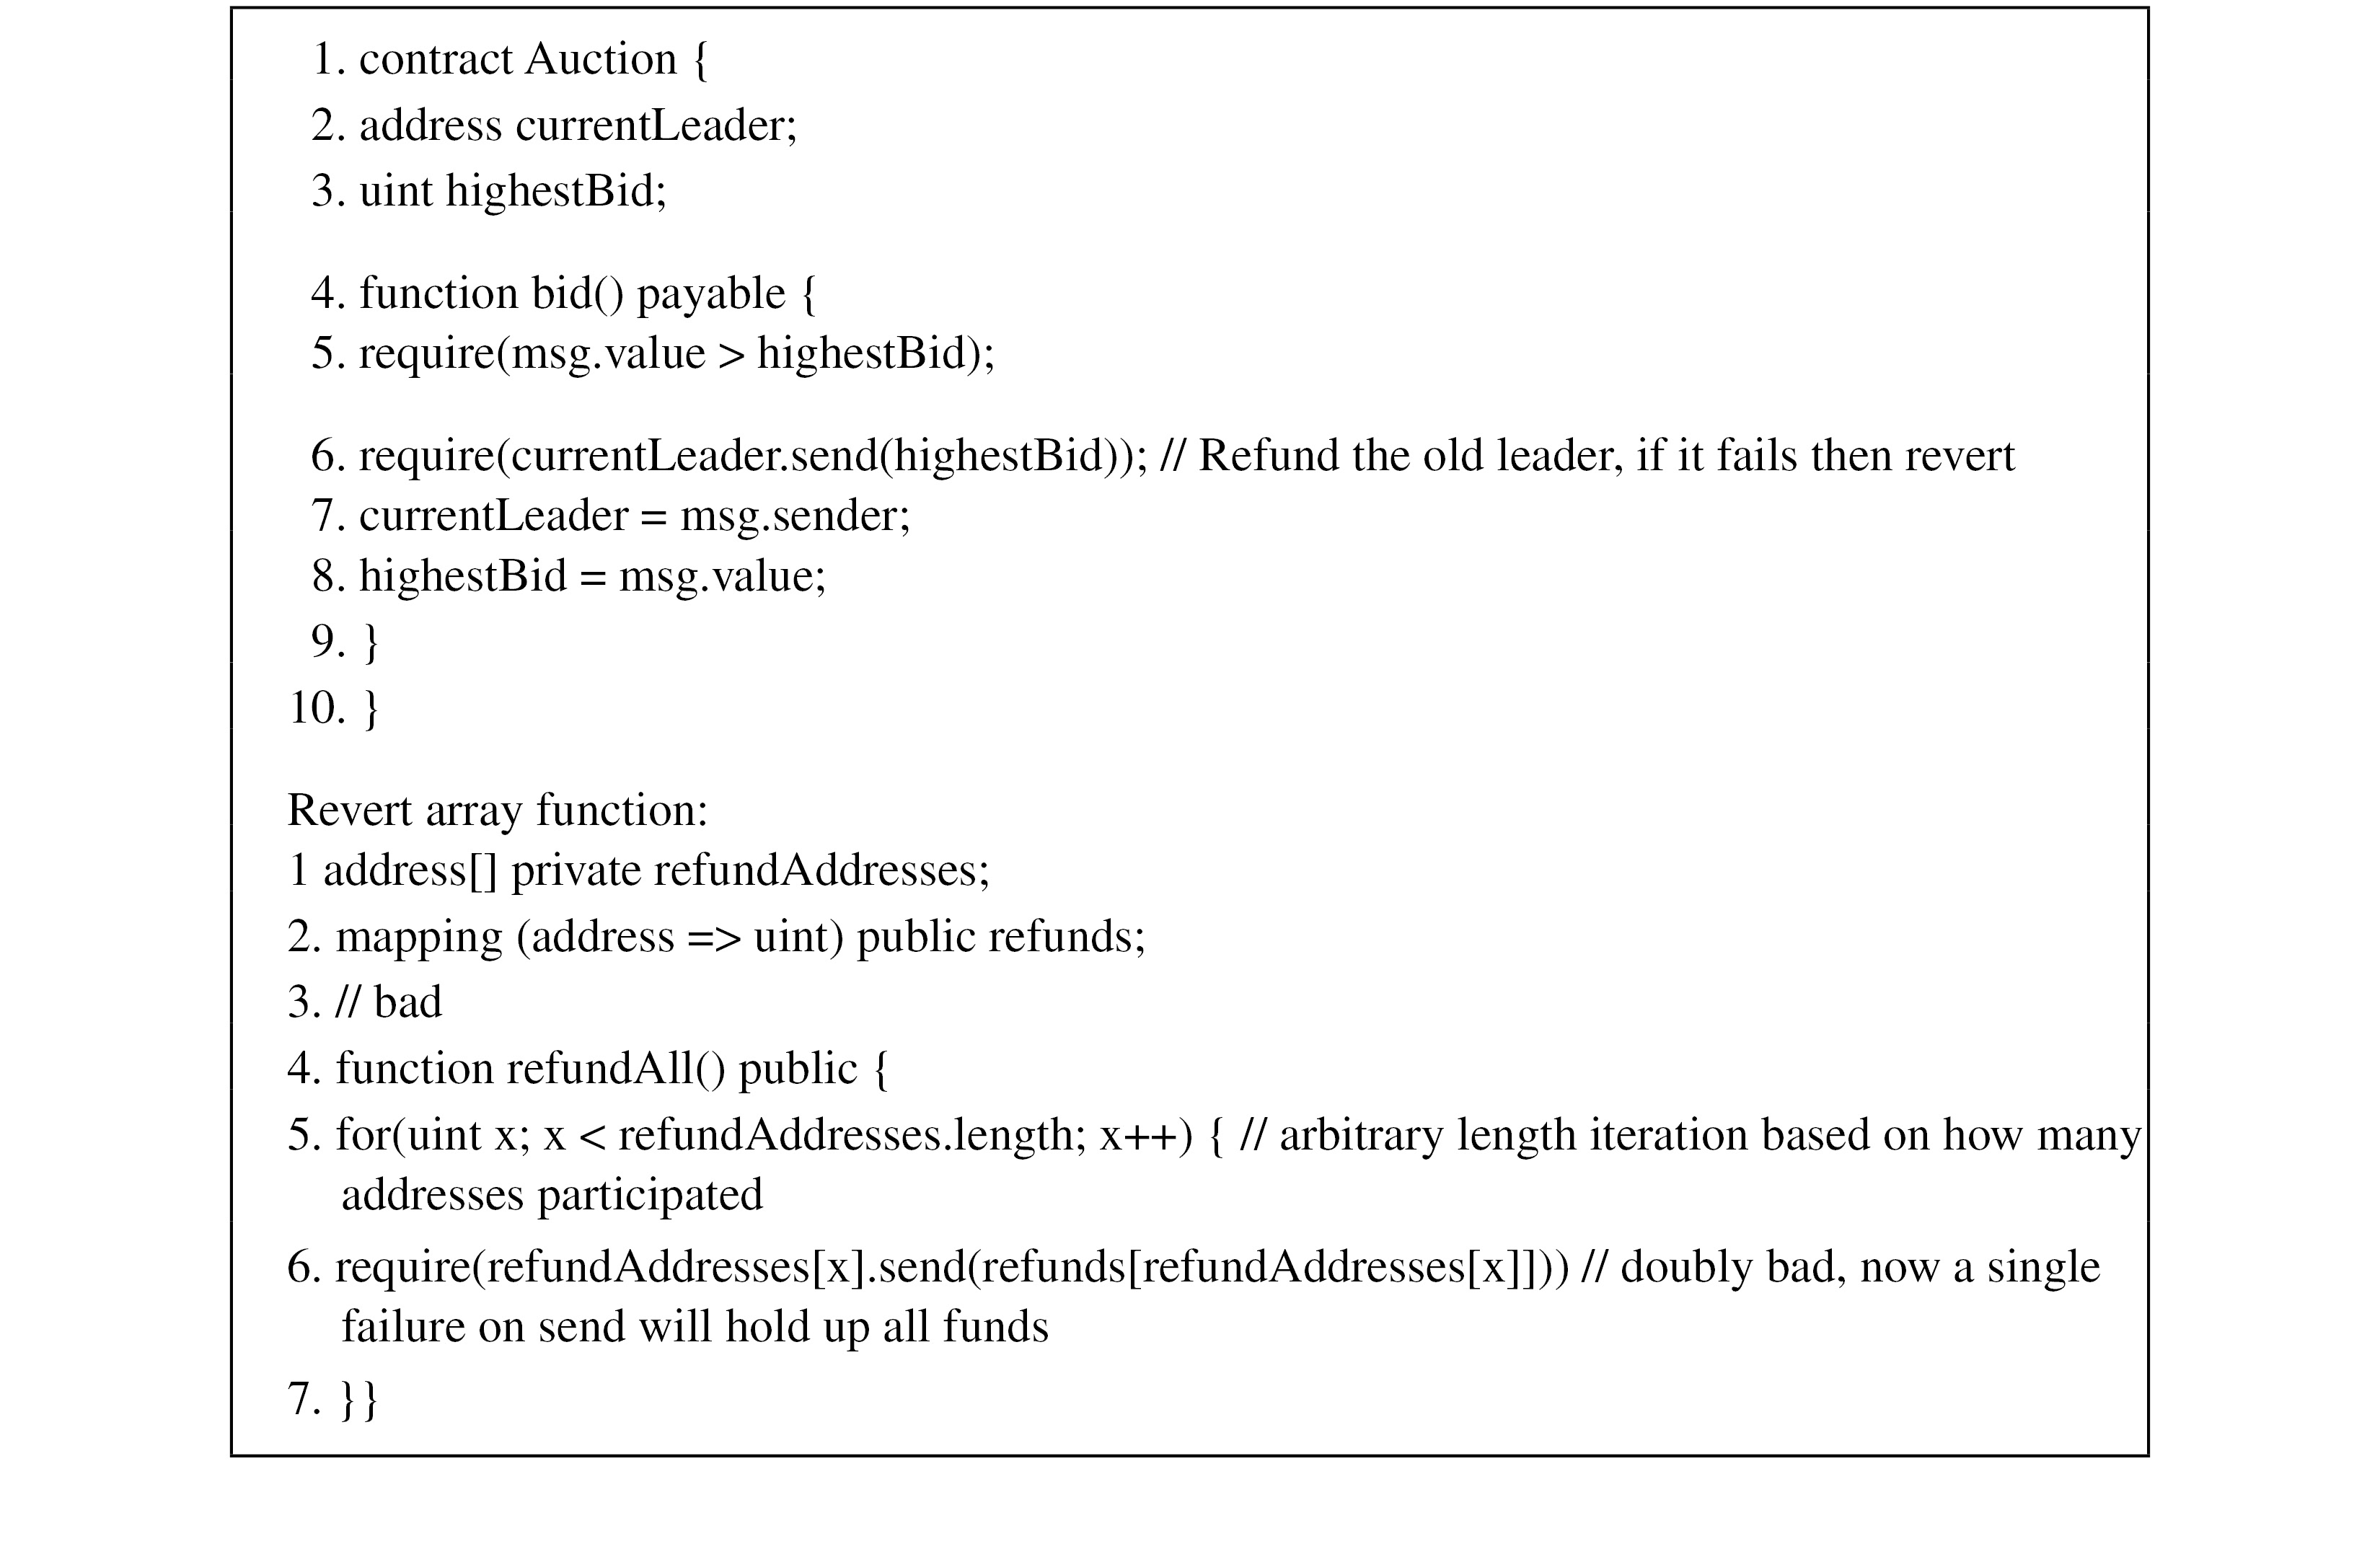 1. contract Auction {
2. address currentLeader;
3. uint highestBid;
4. function bid() payable {
5. require(msg.value > highestBid);
6. require(currentLeader.send(highestBid)); // Refund the old leader, if it fails then revert
7. currentLeader = msg.sender;
8. highestBid = msg.value;
9. }
10. }
Revert array function:
1 address[] private refundAddresses;
2. mapping (address => uint) public refunds;
3. // bad
4. function refundAll() public {
5. for(uint x; x < refundAddresses.length; x++) { // arbitrary length iteration based on how many
addresses participated
6. require(refundAddresses[x].send(refunds[refundAddresses[x]])) // doubly bad, now a single
failure on send will hold up all funds
7. }}